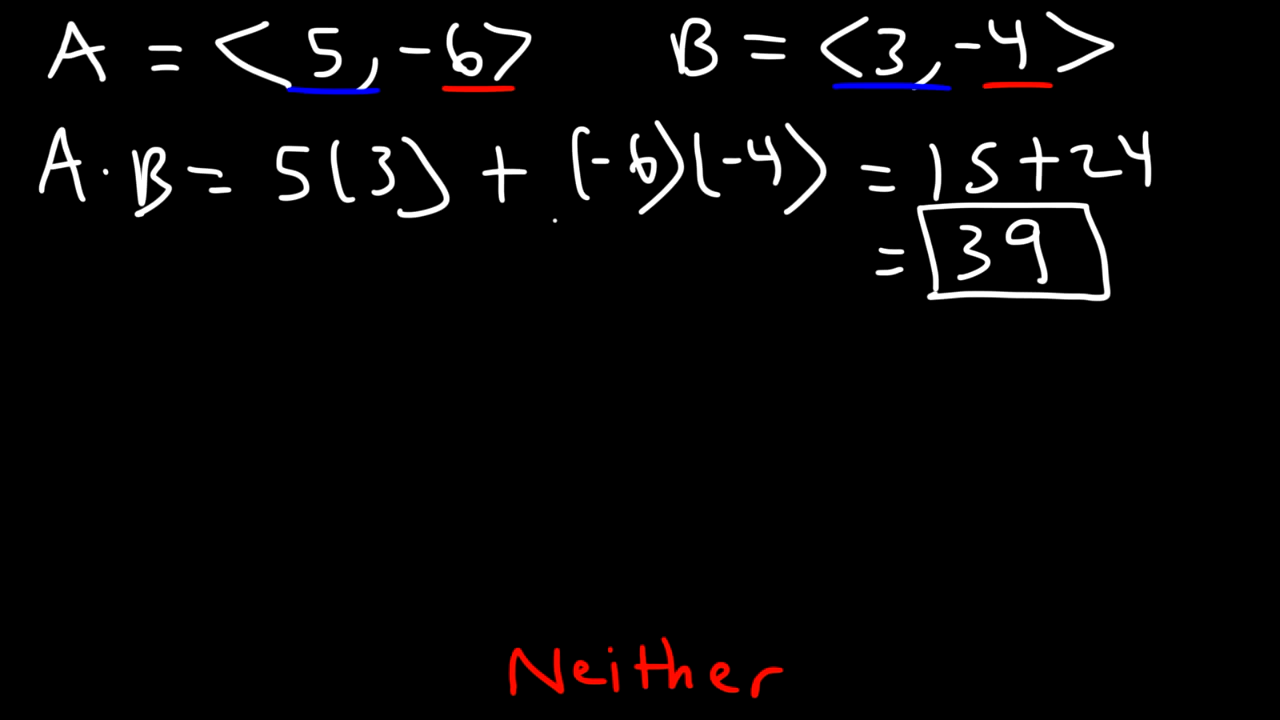 A = <5, -6> B = <3, -4>
A · B = 5(3) + (-6)(-4) = 15+24
= 39
Neither